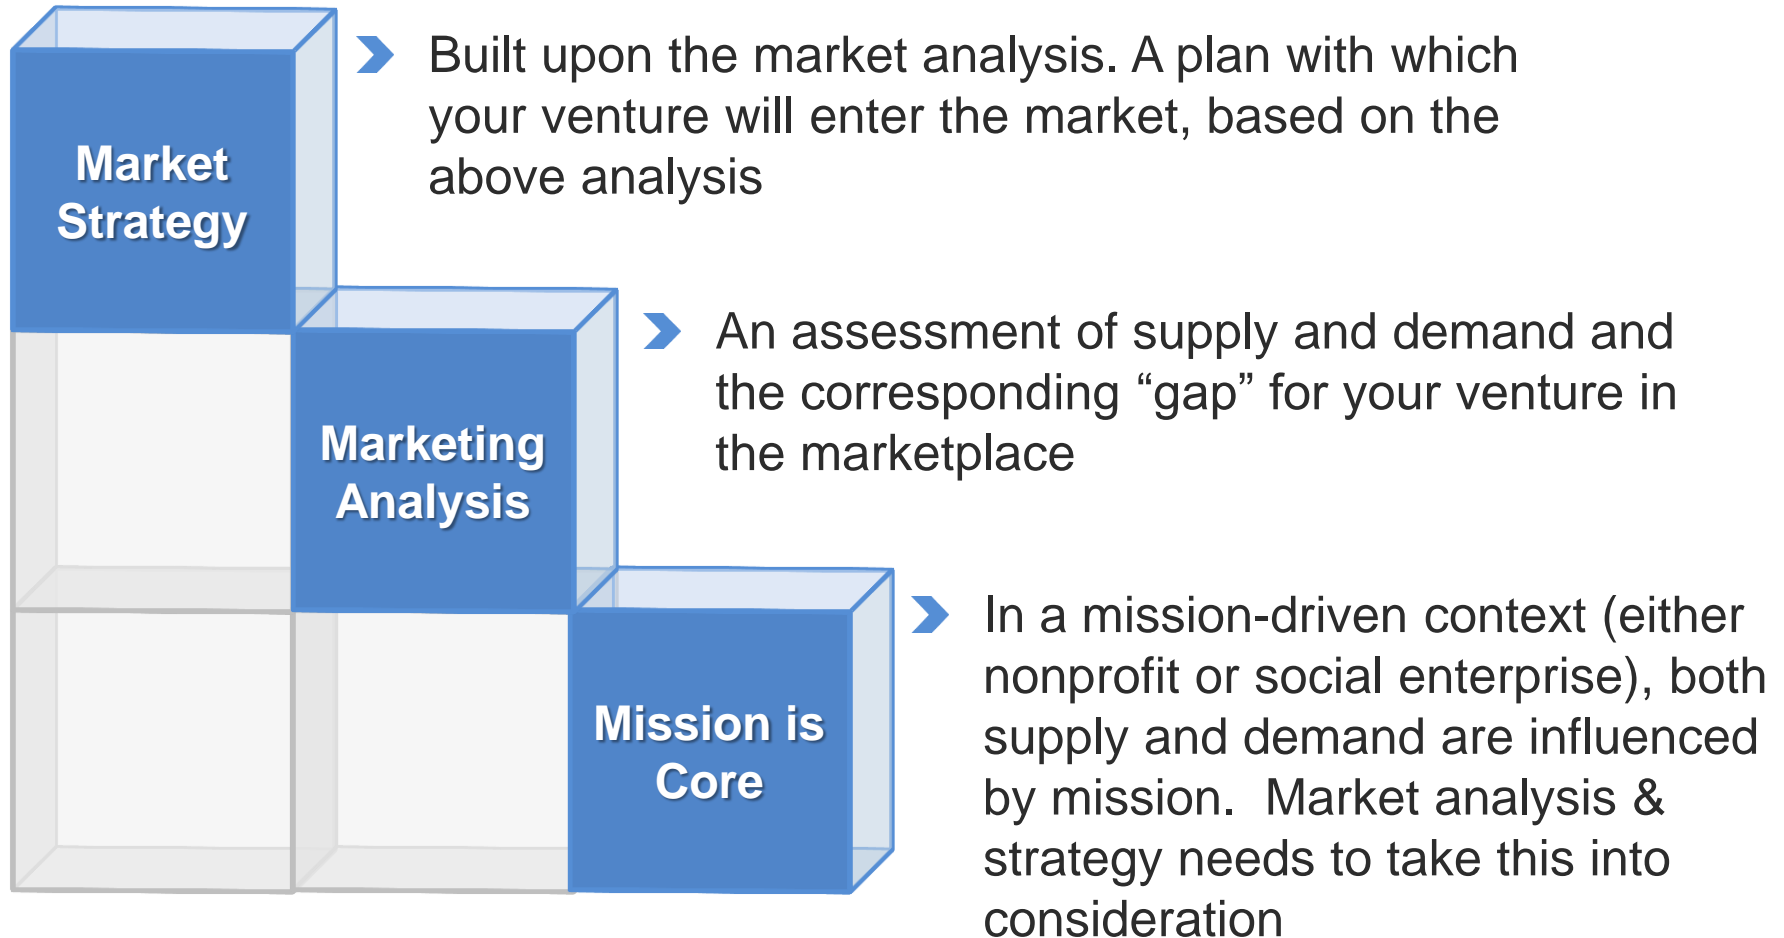 Market
Strategy
Built upon the market analysis. A plan with which
your venture will enter the market, based on the
above analysis
Marketing
Analysis
An assessment of supply and demand and
the corresponding “gap” for your venture in
the marketplace
Mission is
Core
In a mission-driven context (either
nonprofit or social enterprise), both
supply and demand are influenced
by mission.  Market analysis &
strategy needs to take this into
consideration